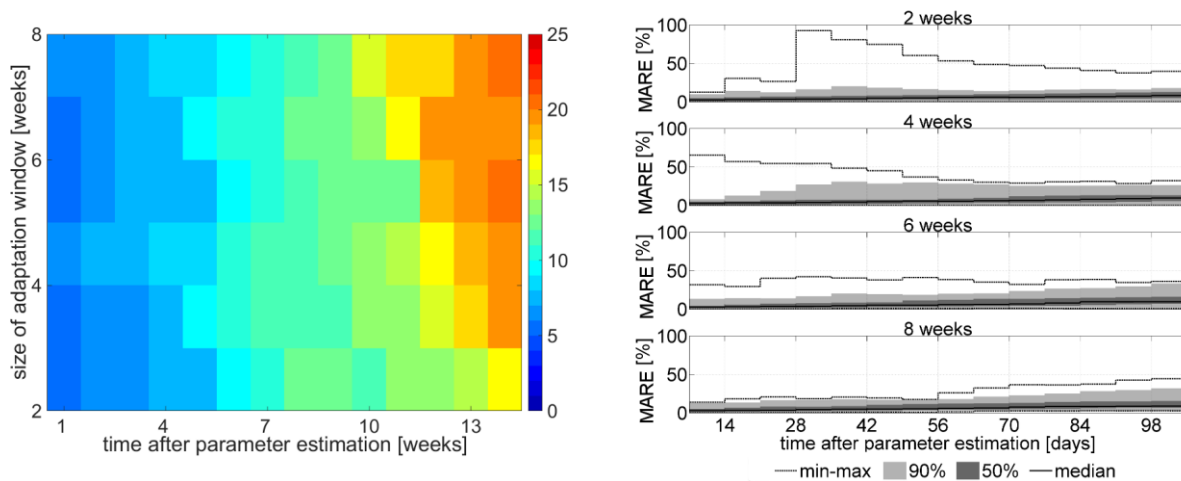 8
6
4
2
size of adaptation window [weeks]
1 4 7 10 13
time after parameter estimation [weeks]
25
20
15
10
5
0
2 weeks
100
50
0
MARE [%]
4 weeks
100
50
0
MARE [%]
6 weeks
100
50
0
MARE [%]
8 weeks
100
50
0
MARE [%]
14 28 42 56 70 84 98
time after parameter estimation [days]
min-max 90% 50% median